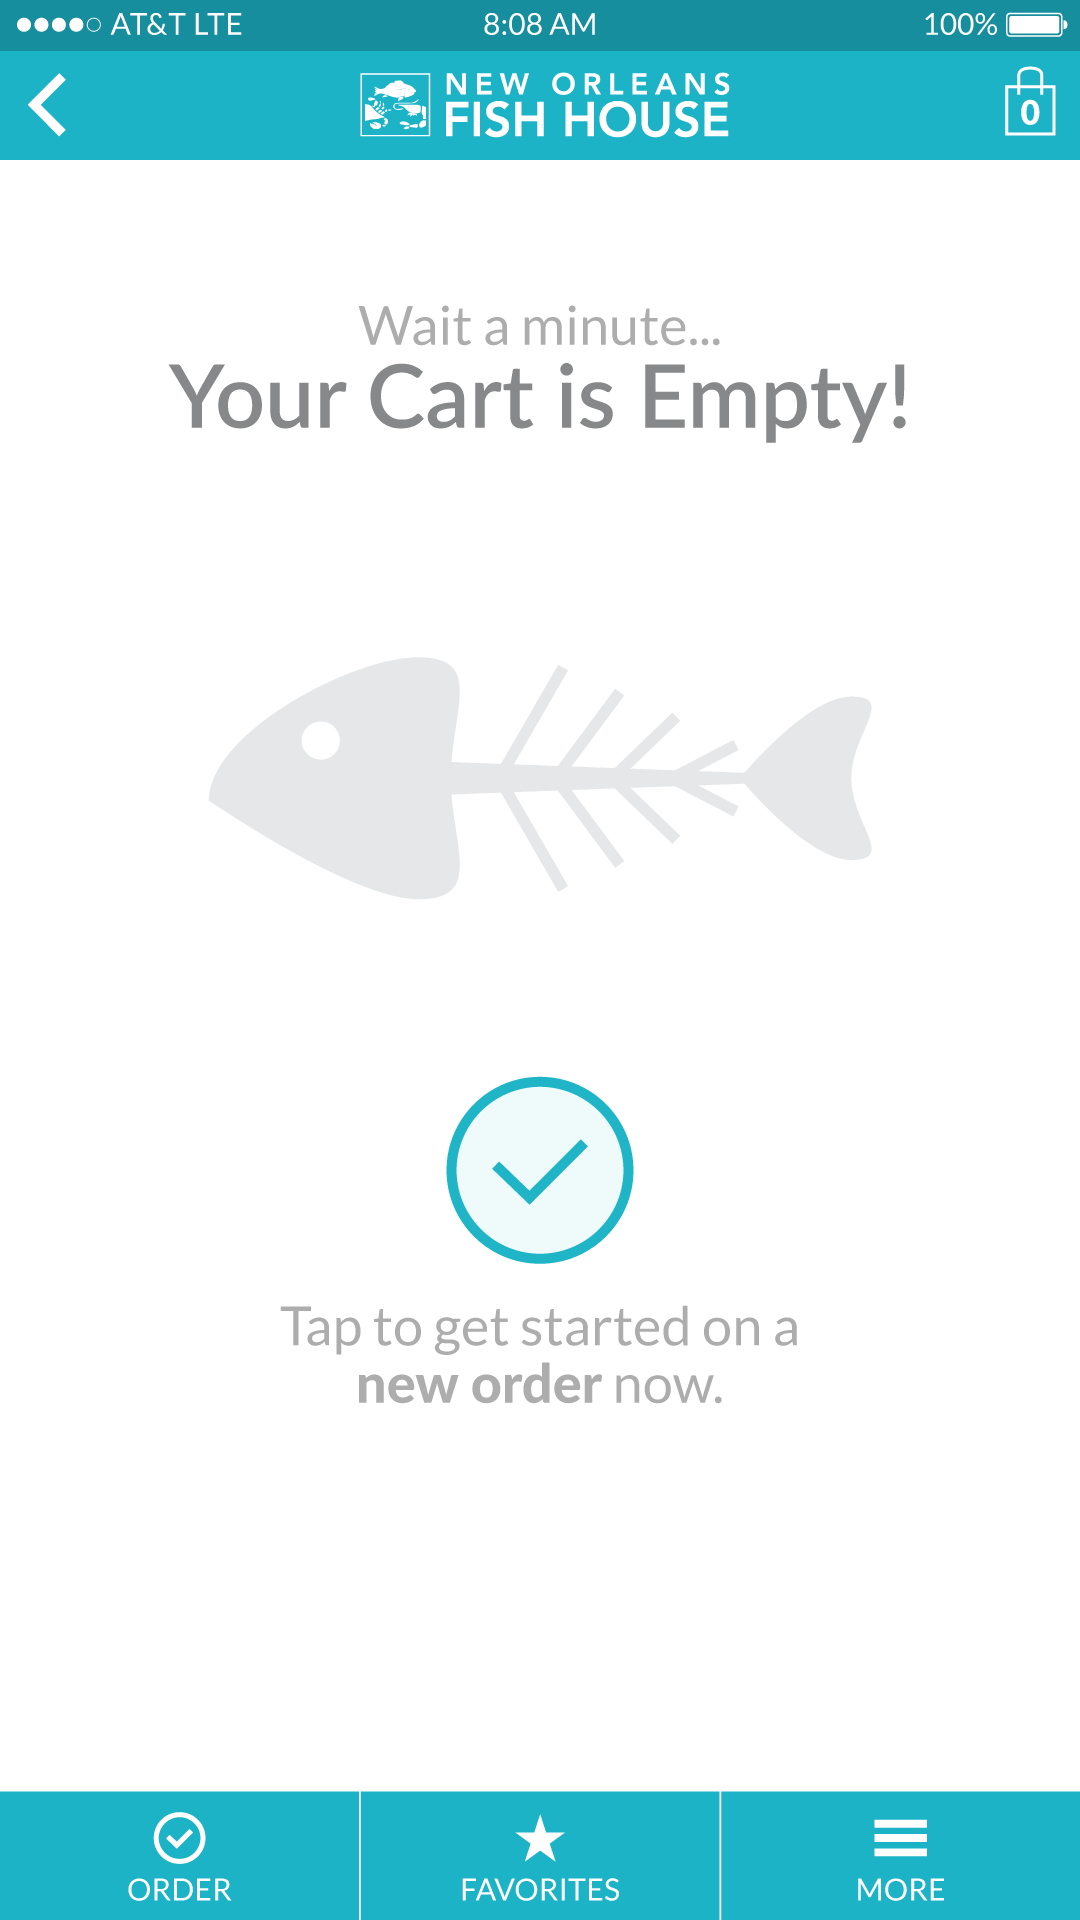 AT&T LTE 8:08 AM 100%
NEW ORLEANS
FISH HOUSE
0
Wait a minute...
Your Cart is Empty!
Tap to get started on a
new order now.
ORDER FAVORITES MORE